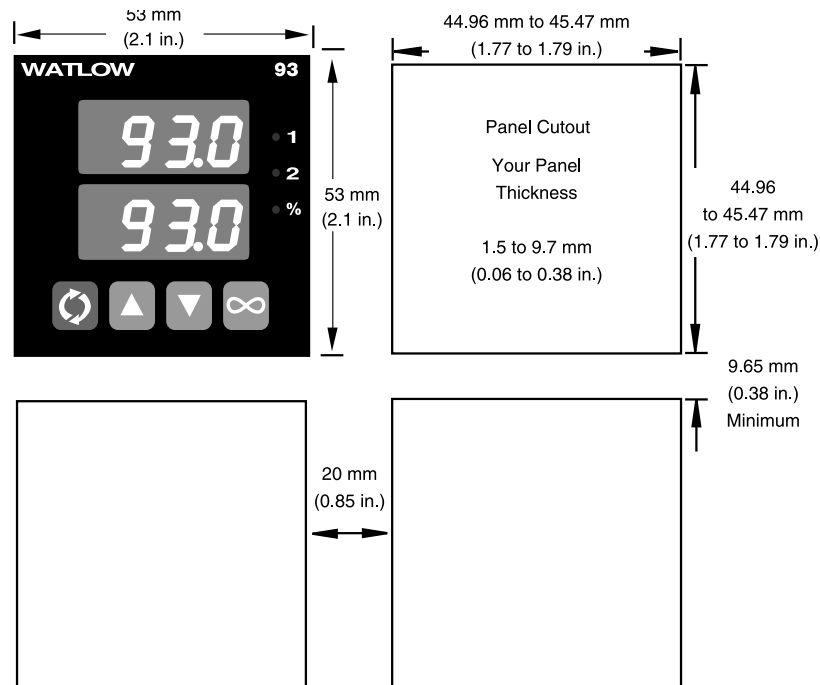 53 mm
(2.1 in.)
WATLOW 93
93.0
1
2
93.0
%
53 mm
(2.1 in.)
44.96 mm to 45.47 mm
(1.77 to 1.79 in.)
Panel Cutout
Your Panel
Thickness
1.5 to 9.7 mm
(0.06 to 0.38 in.)
44.96
to 45.47 mm
(1.77 to 1.79 in.)
9.65 mm
(0.38 in.)
Minimum
20 mm
(0.85 in.)